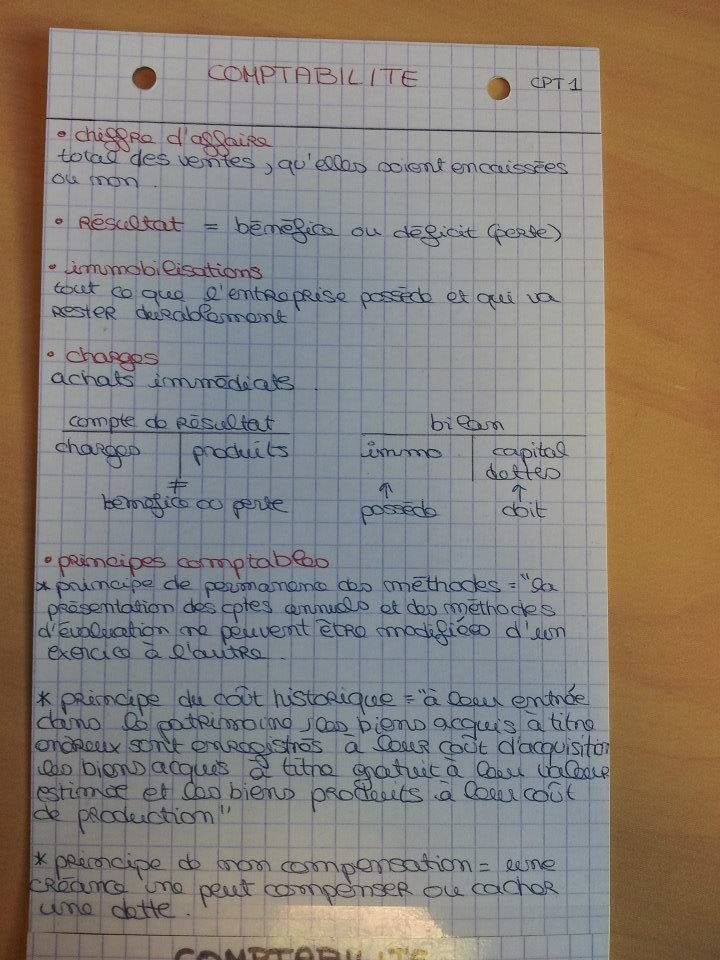 COMPTABILITE
CPT 1
• chiffre d'affaire
total des ventes, qu'elles soient encaissées
ou non.
• Résultat = bénéfice ou déficit (perte)
• immobilisations
tout ce que l'entreprise possède et qui va
rester durablement
• charges
achats immédiats.
compte de Résultat
bilan
charges produits
immo capital
dettes
≠
↑ ↑
bénéfice ou perte
possède doit
• principes comptables
* principe de permanence des méthodes = "la
présentation des cptes annuels et des méthodes
d'évaluation ne peuvent être modifiées d'un
exercice à l'autre.
* principe du coût historique = "à leur entrée
dans le patrimoine, les biens acquis à titre
onéreux sont enregistrés à leur coût d'acquisition
les biens acquis à titre gratuit à leur valeur
estimée et les biens produits à leur coût
de production"
* principe de non compensation = une
créance ne peut compenser ou cacher
une dette.
COMPTABILITE